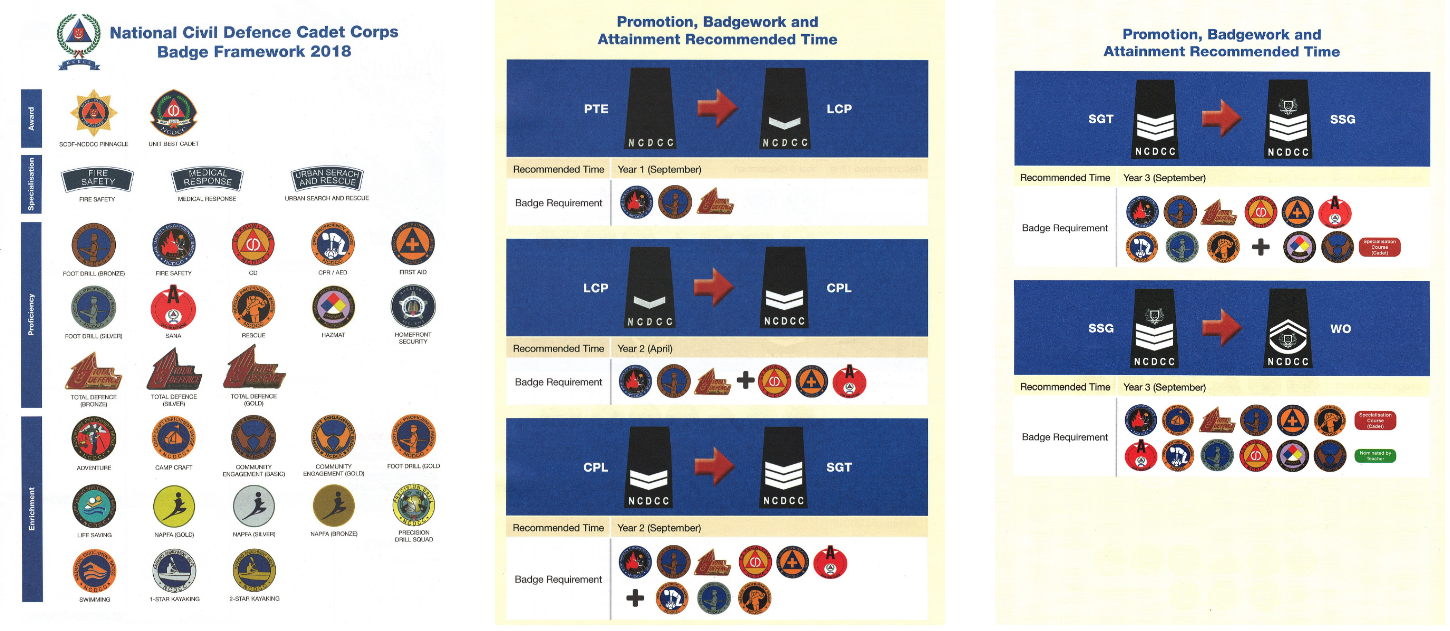 National Civil Defence Cadet Corps
Badge Framework 2018
NCDCC
Award
SCDF-NCDCC PINNACLE
UNIT BEST CADET
Specialisation
FIRE
SAFETY
MEDICAL
RESPONSE
URBAN SERACH
AND RESCUE
FIRE SAFETY
MEDICAL RESPONSE
URBAN SEARCH AND RESCUE
Proficiency
FOOT DRILL (BRONZE)
FIRE SAFETY
CD
CPR / AED
FIRST AID
FOOT DRILL (SILVER)
SANA
RESCUE
HAZMAT
HOMEFRONT
SECURITY
TOTAL DEFENCE
(BRONZE)
TOTAL DEFENCE
(SILVER)
TOTAL DEFENCE
(GOLD)
Enrichment
ADVENTURE
CAMP CRAFT
COMMUNITY
ENGAGEMENT (BASIC)
COMMUNITY
ENGAGEMENT (GOLD)
FOOT DRILL (GOLD
LIFE SAVING
NAPFA (GOLD)
NAPFA (SILVER)
NAPFA (BRONZE)
PRECISION
DRILL SQUAD
SWIMMING
1-STAR KAYAKING
2-STAR KAYAKING
Promotion, Badgework and
Attainment Recommended Time
PTE
NCDCC
NCDCC
LCP
Recommended Time
Year 1 (September)
Badge Requirement
LCP
NCDCC
NCDCC
CPL
Recommended Time
Year 2 (April)
Badge Requirement
CPL
NCDCC
NCDCC
SGT
Recommended Time
Year 2 (September)
Badge Requirement
Promotion, Badgework and
Attainment Recommended Time
SGT
NCDCC
NCDCC
SSG
Recommended Time
Year 3 (September)
Badge Requirement
Specialisation
Course
(Cadet)
SSG
NCDCC
NCDCC
WO
Recommended Time
Year 3 (September)
Badge Requirement
Specialisation
Course
(Cadet)
Nominated by
Teacher